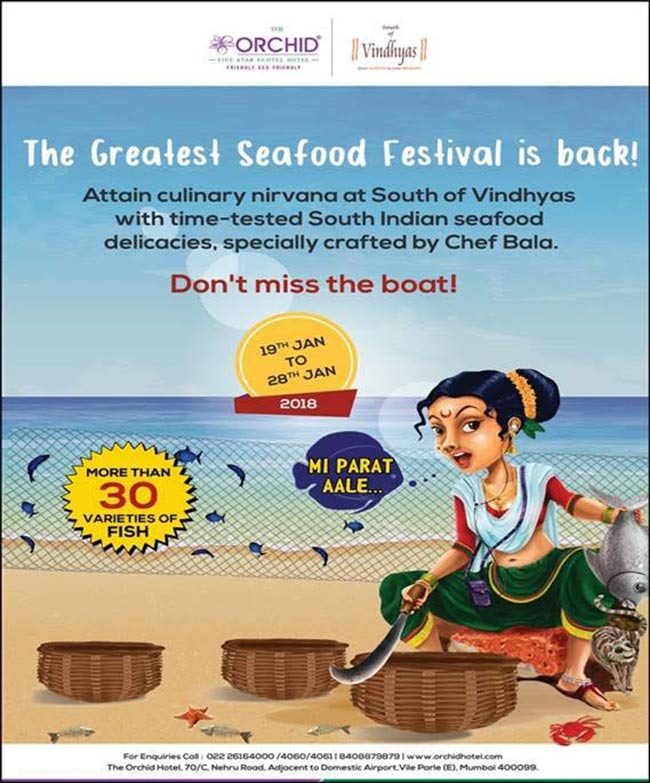 THE
ORCHID®
FIVE STAR ECOTEL HOTEL
FRIENDLY. ECO-FRIENDLY
South
of
Vindhyas
The Greatest Seafood Festival is back!
Attain culinary nirvana at South of Vindhyas
with time-tested South Indian seafood
delicacies, specially crafted by Chef Bala.
Don't miss the boat!
19TH JAN
TO
28TH JAN
2018
MI PARAT
AALE...
MORE THAN
30
VARIETIES OF
FISH
For Enquiries Call : 022 26164000 /4060/4061 | 8408879879 | www.orchidhotel.com
The Orchid Hotel, 70/C, Nehru Road, Adjacent to Domestic Airport,Vile Parle (E), Mumbai 400099.